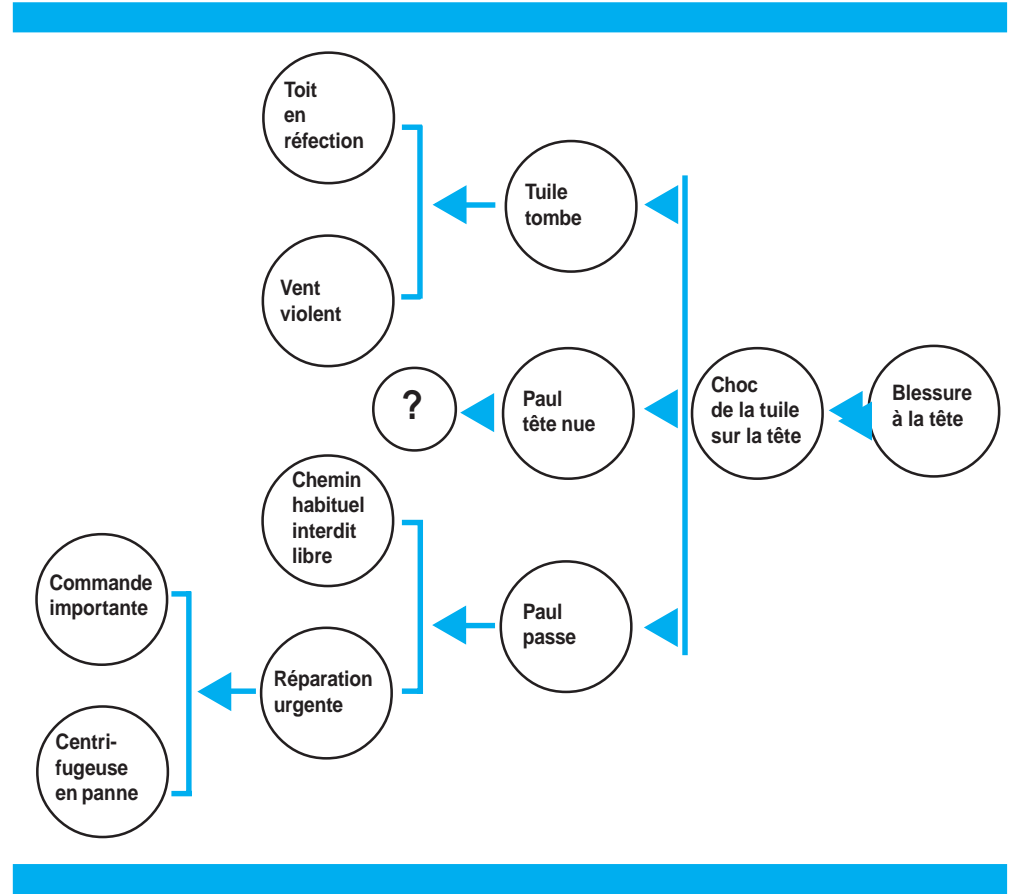 Toit
en
réfection
Tuile
tombe
Vent
violent
?
Paul
tête nue
Choc
de la tuile
sur la tête
Blessure
à la tête
Chemin
habituel
interdit
libre
Commande
importante
Paul
passe
Réparation
urgente
Centri-
fugeuse
en panne